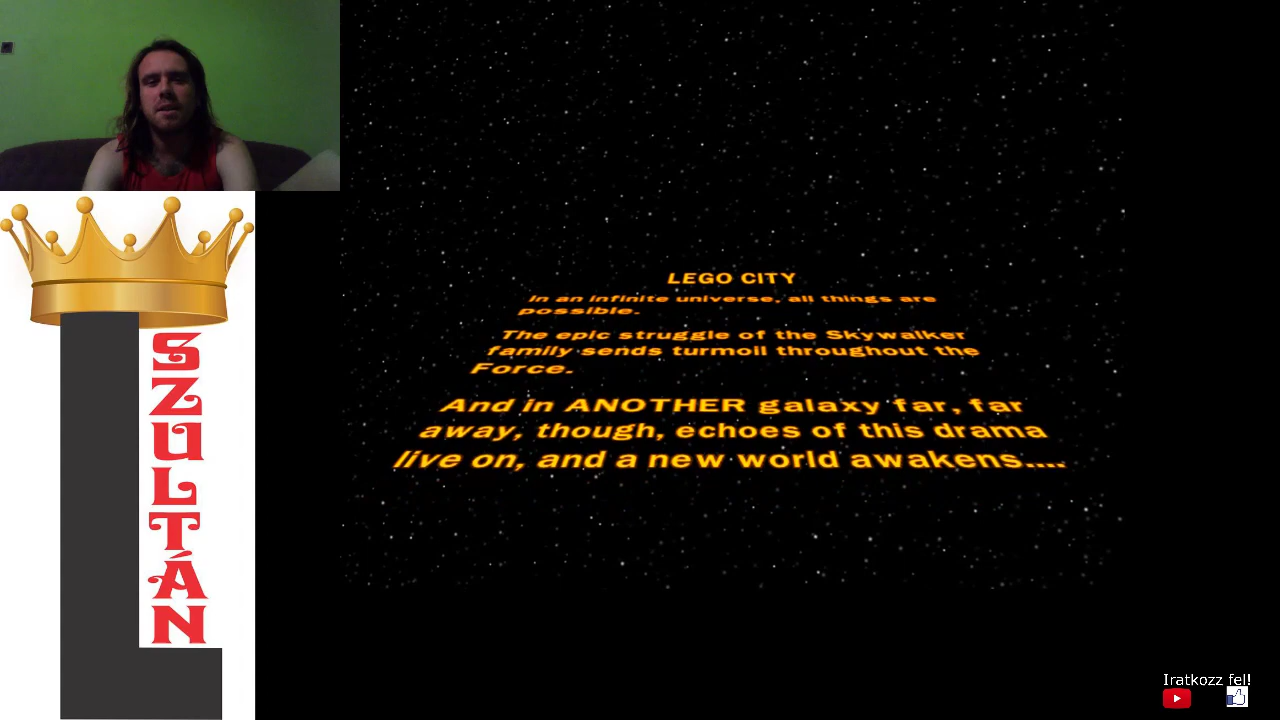 L
SZULTÁN
LEGO CITY
In an infinite universe, all things are
possible.
The epic struggle of the Skywalker
family sends turmoil throughout the
Force.
And in ANOTHER galaxy far, far
away, though, echoes of this drama
live on, and a new world awakens....
Iratkozz fel!